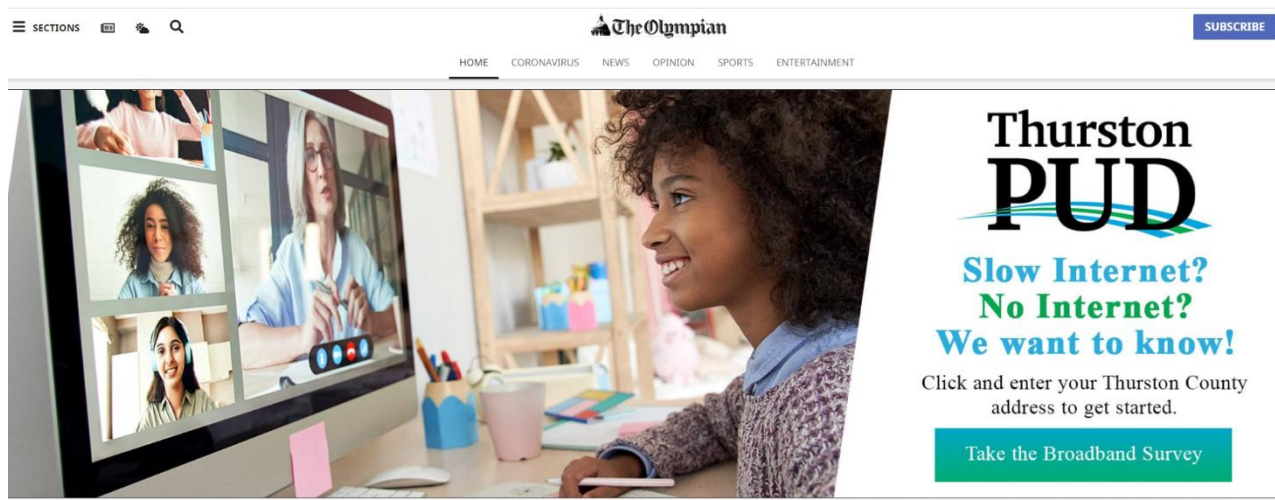 SECTIONS
The Olympian
SUBSCRIBE
HOME CORONAVIRUS NEWS OPINION SPORTS ENTERTAINMENT
Thurston
PUD
Slow Internet?
No Internet?
We want to know!
Click and enter your Thurston County
address to get started.
Take the Broadband Survey